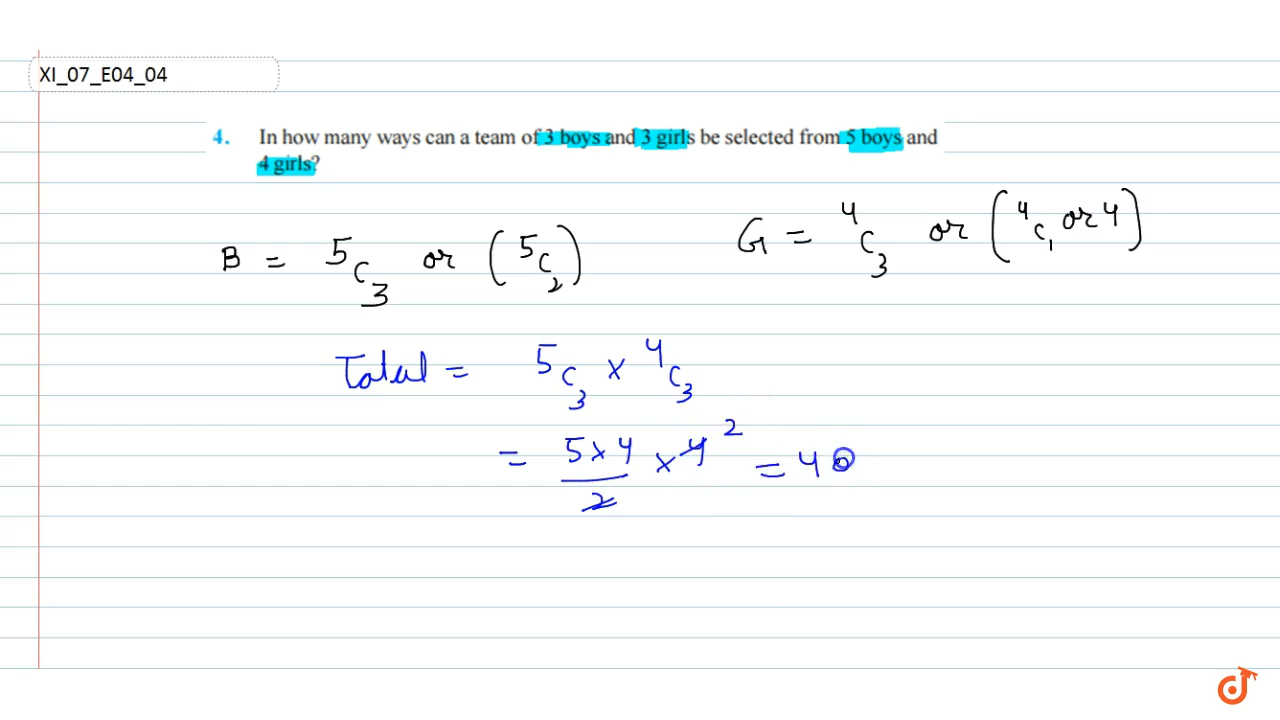 XI_07_E04_04
4. In how many ways can a team of 3 boys and 3 girls be selected from 5 boys and
4 girls?
B = ⁵C₃ or (⁵C₂)
G = ⁴C₃ or (⁴C₁ or 4)
Total = ⁵C₃ × ⁴C₃
= 5×4/2 × 4 2 = 40